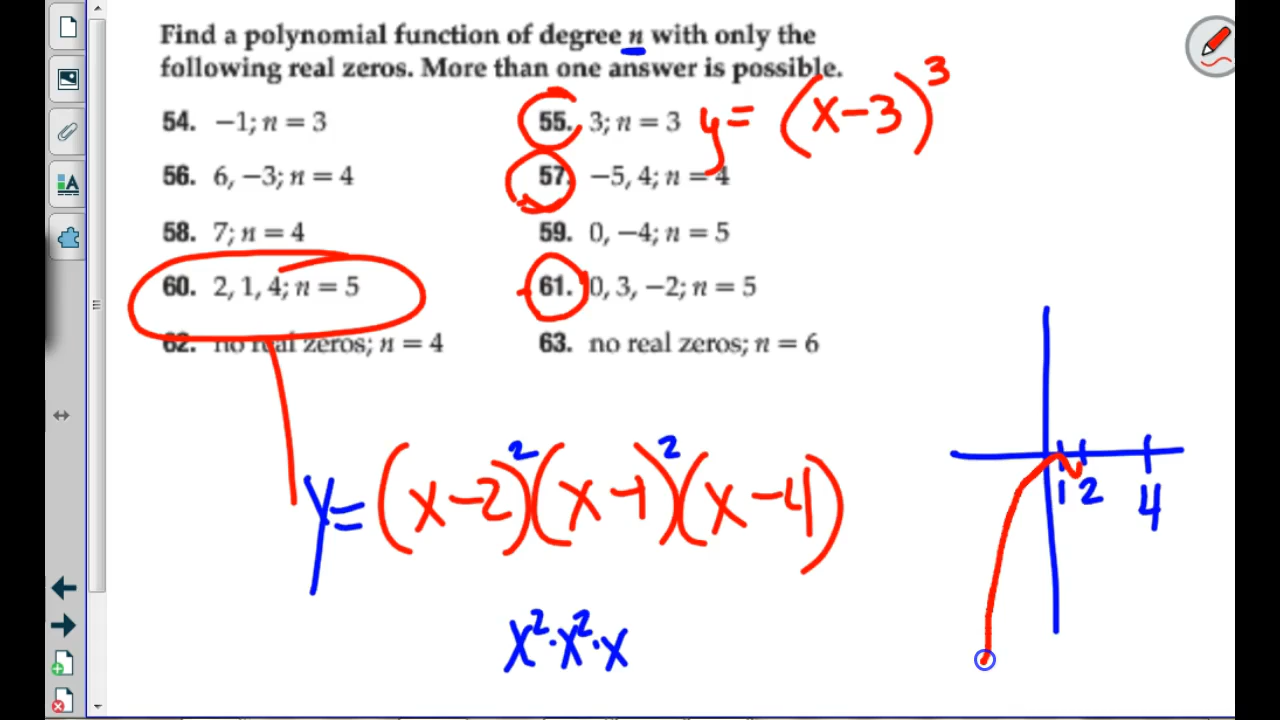 Find a polynomial function of degree n with only the
following real zeros. More than one answer is possible.
54. −1; n = 3
55. 3; n = 3 y = (x−3)³
56. 6, −3; n = 4
57. −5, 4; n = 4
58. 7; n = 4
59. 0, −4; n = 5
60. 2, 1, 4; n = 5
61. 0, 3, −2; n = 5
62. no real zeros; n = 4
63. no real zeros; n = 6
y = (x−2)²(x−1)²(x−4)
1 2 4
x²·x²·x